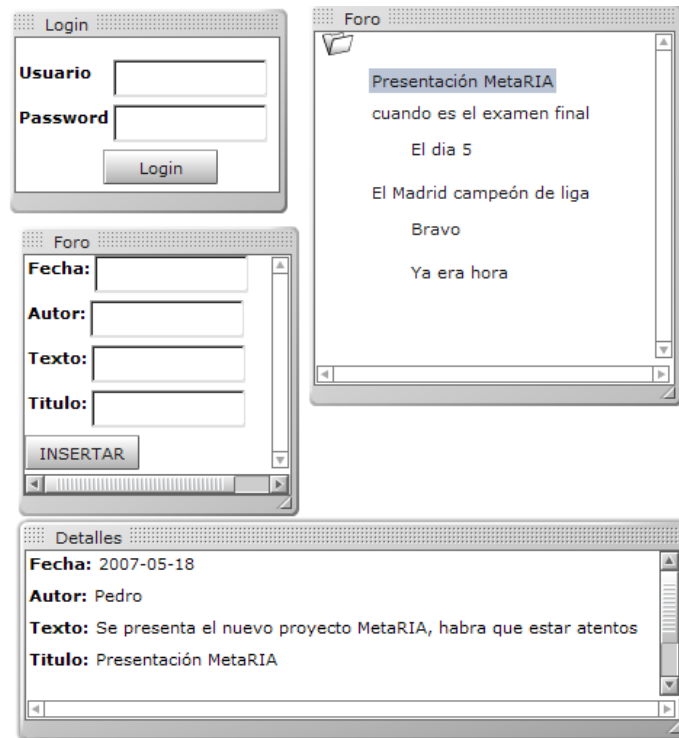 Login
Usuario
Password
Login
Foro
Presentación MetaRIA
cuando es el examen final
El dia 5
El Madrid campeón de liga
Bravo
Ya era hora
Foro
Fecha:
Autor:
Texto:
Titulo:
INSERTAR
Detalles
Fecha: 2007-05-18
Autor: Pedro
Texto: Se presenta el nuevo proyecto MetaRIA, habra que estar atentos
Titulo: Presentación MetaRIA